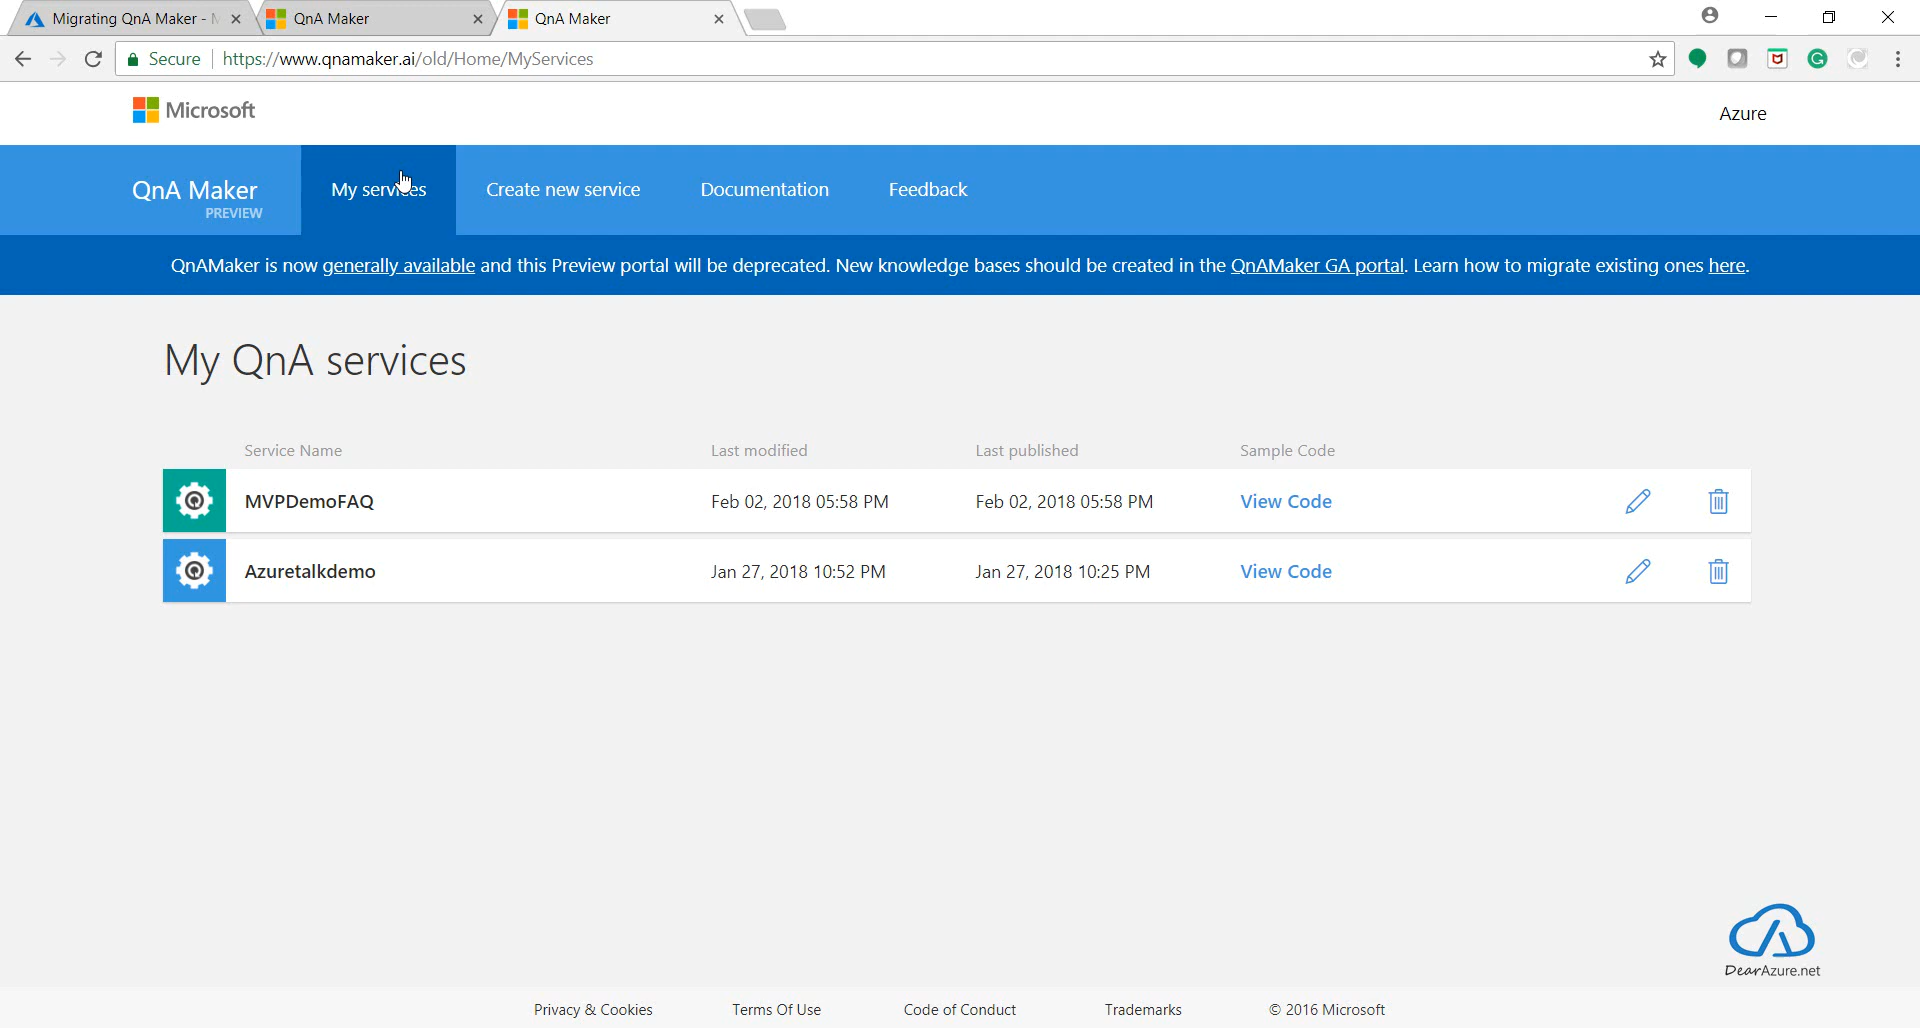 Migrating QnA Maker - 
QnA Maker
QnA Maker
Secure
https://www.qnamaker.ai/old/Home/MyServices
Microsoft
Azure
QnA Maker
PREVIEW
My services
Create new service
Documentation
Feedback
QnAMaker is now generally available and this Preview portal will be deprecated. New knowledge bases should be created in the QnAMaker GA portal. Learn how to migrate existing ones here.
My QnA services
Service Name
Last modified
Last published
Sample Code
MVPDemoFAQ
Feb 02, 2018 05:58 PM
Feb 02, 2018 05:58 PM
View Code
Azuretalkdemo
Jan 27, 2018 10:52 PM
Jan 27, 2018 10:25 PM
View Code
DearAzure.net
Privacy & Cookies
Terms Of Use
Code of Conduct
Trademarks
© 2016 Microsoft